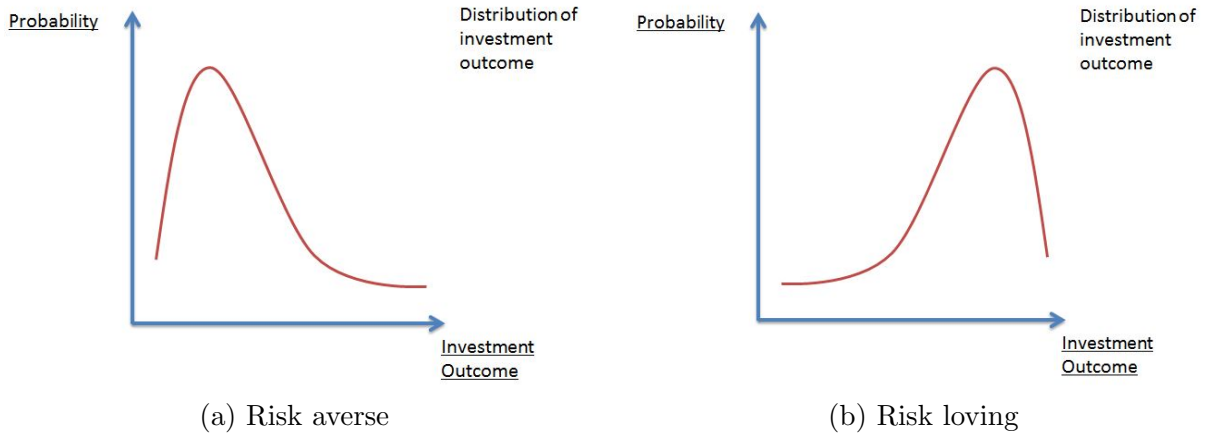 Probability
Distribution of
investment
outcome
Investment
Outcome
(a) Risk averse
Probability
Distribution of
investment
outcome
Investment
Outcome
(b) Risk loving